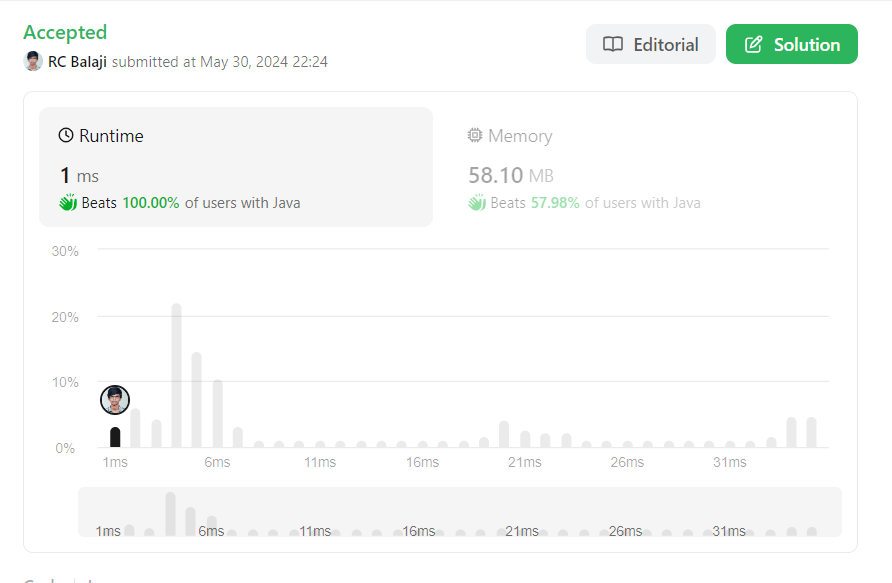 Accepted
RC Balaji submitted at May 30, 2024 22:24
Editorial
Solution
Runtime
1 ms
Beats 100.00% of users with Java
Memory
58.10 MB
Beats 57.98% of users with Java
30%
20%
10%
0%
1ms 6ms 11ms 16ms 21ms 26ms 31ms
1ms 6ms 11ms 16ms 21ms 26ms 31ms